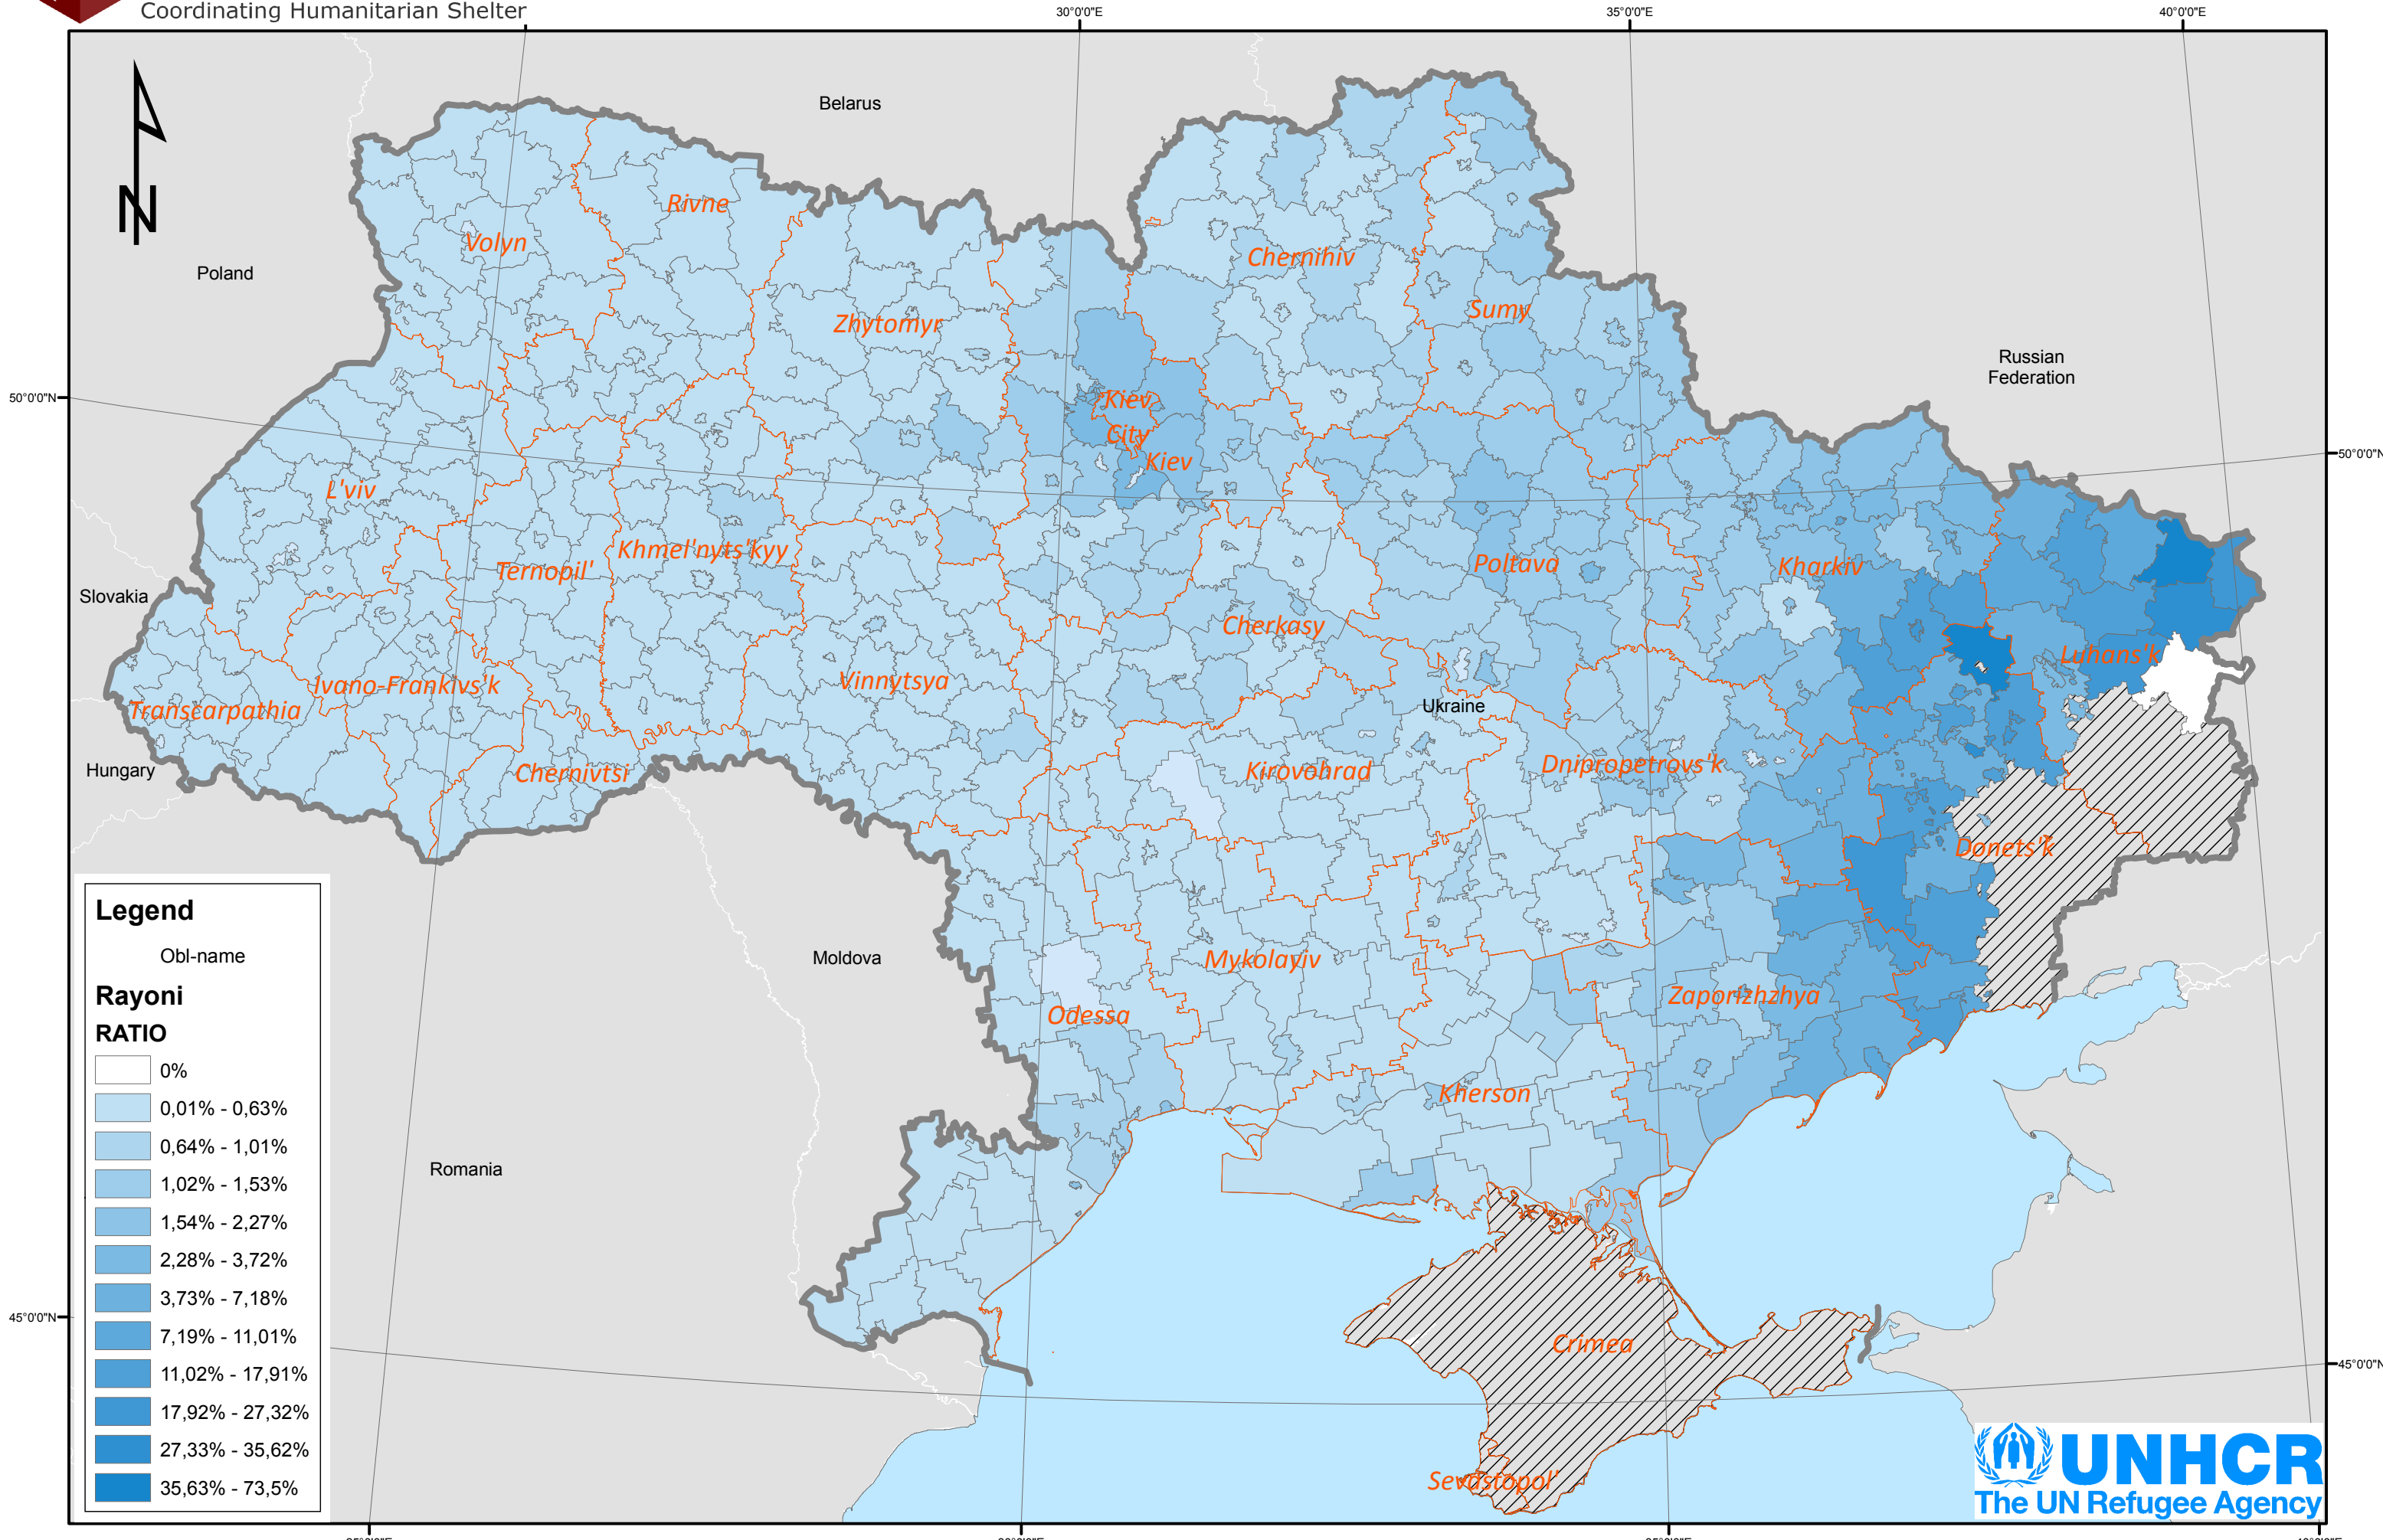 Coordinating Humanitarian Shelter
30°0'0"E
35°0'0"E
40°0'0"E
Belarus
N
Rivne
Volyn
Chernihiv
Poland
Sumy
Zhytomyr
Russian
Federation
50°0'0"N
Kiev
City
Kiev
50°0'0"N
L'viv
Khmel'nyts'kyy
Ternopil'
Poltava
Kharkiv
Slovakia
Cherkasy
Luhans'k
Ivano-Frankivs'k
Vinnytsya
Transcarpathia
Ukraine
Hungary
Chernivtsi
Kirovohrad
Dnipropetrovs'k
Donets'k
Legend
Obl-name
Moldova
Mykolayiv
Rayoni
Zaporizhzhya
Odessa
RATIO
0%
Kherson
0,01% - 0,63%
0,64% - 1,01%
Romania
1,02% - 1,53%
1,54% - 2,27%
2,28% - 3,72%
3,73% - 7,18%
45°0'0"N
7,19% - 11,01%
Crimea
45°0'0"N
11,02% - 17,91%
17,92% - 27,32%
27,33% - 35,62%
Sevastopol'
35,63% - 73,5%
UNHCR
The UN Refugee Agency